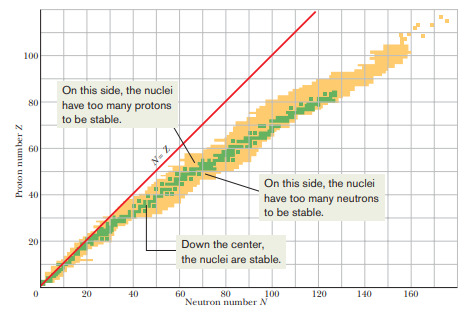 100
80
60
40
20
0
20
40
60
80
100
120
140
160
Proton number Z
Neutron number N
N = Z
On this side, the nuclei
have too many protons
to be stable.
On this side, the nuclei
have too many neutrons
to be stable.
Down the center,
the nuclei are stable.